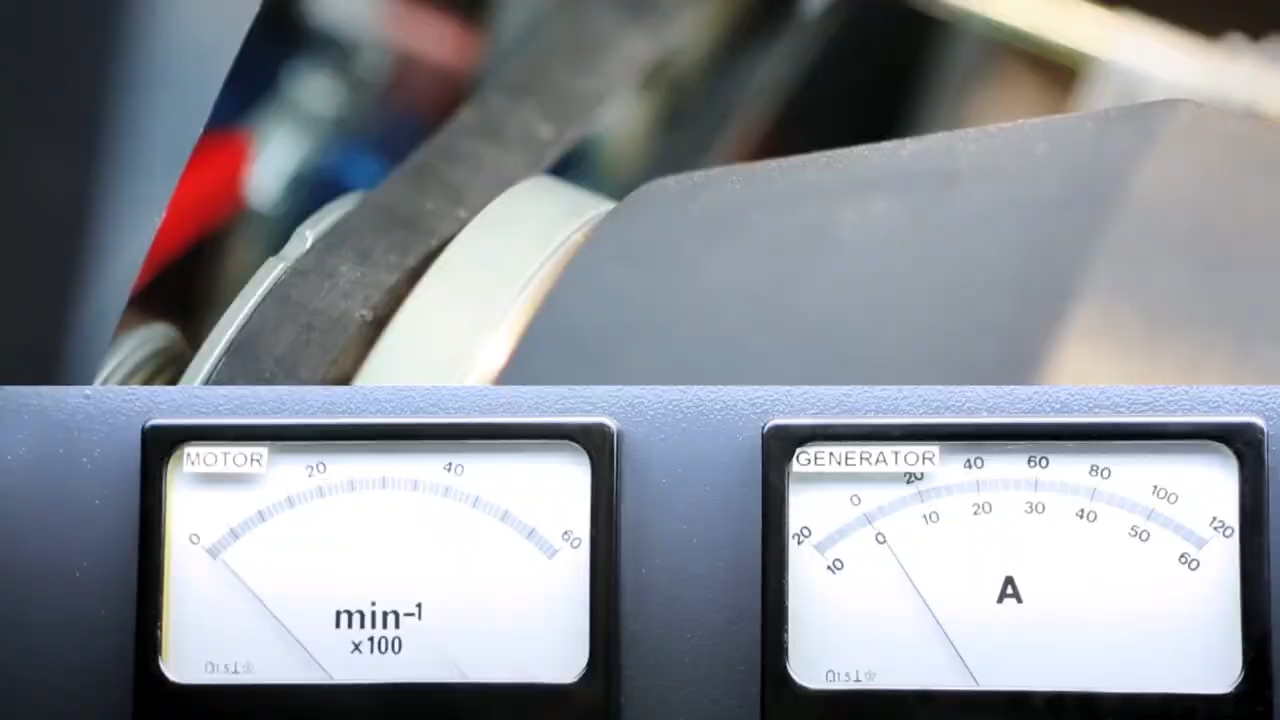 MOTOR
0 20 40 60
min⁻¹
x100
GENERATOR
20 0 20 40 60 80 100 120
10 0 10 20 30 40 50 60
A